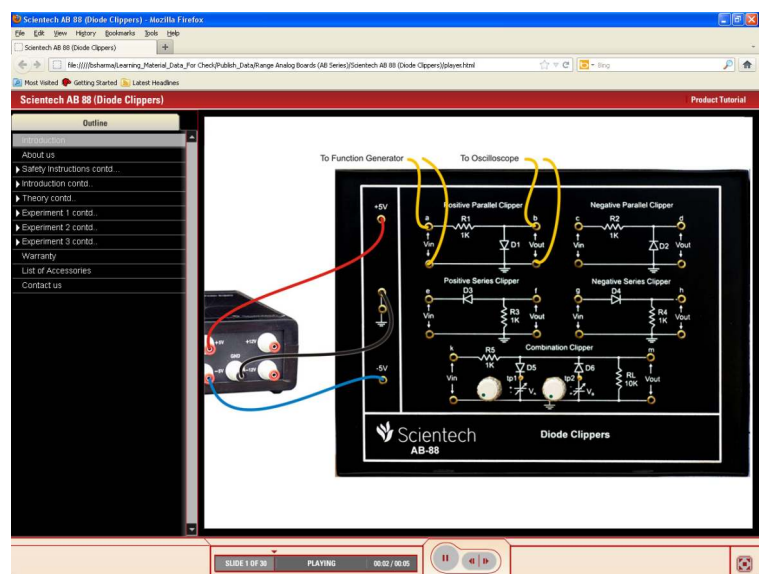 Scientech AB 88 (Diode Clippers) - Mozilla Firefox
File Edit View History Bookmarks Tools Help
Scientech AB 88 (Diode Clippers) +
file://///bsharma/Learning_Material_Data_For Check/Publish_Data/Range Analog Boards (AB Series)/Scientech AB 88 (Diode Clippers)/player.html
Bing
Most Visited Getting Started Latest Headlines
Scientech AB 88 (Diode Clippers) Product Tutorial
Outline
Introduction
About us
Safety Instructions contd...
Introduction contd..
Theory contd..
Experiment 1 contd..
Experiment 2 contd..
Experiment 3 contd..
Warranty
List of Accessories
Contact us
To Function Generator To Oscilloscope
+5V
Positive Parallel Clipper Negative Parallel Clipper
a R1 b c R2 d
1K 1K
Vin D1 Vout Vin D2 Vout
Positive Series Clipper Negative Series Clipper
e D3 f g D4 h
Vin R3 Vout Vin R4 Vout
1K 1K
+5V +12V
GND
-5V -12V
-5V
Combination Clipper
k R5 m
1K D5 D6
Vin tp1 tp2 RL Vout
10K
Scientech
AB-88
Diode Clippers
SLIDE 1 OF 30 PLAYING 00:02 / 00:05